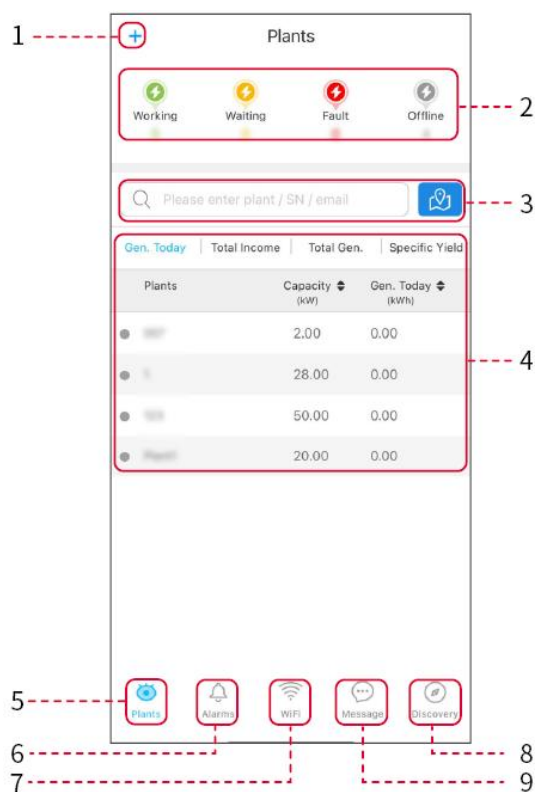 1
Plants
2
Working Waiting Fault Offline
Please enter plant / SN / email
3
Gen. Today Total Income Total Gen. Specific Yield
Plants Capacity (kW) Gen. Today (kWh)
2.00 0.00
4
28.00 0.00
50.00 0.00
20.00 0.00
5
Plants Alarms WiFi Message Discovery
6 8
7 9